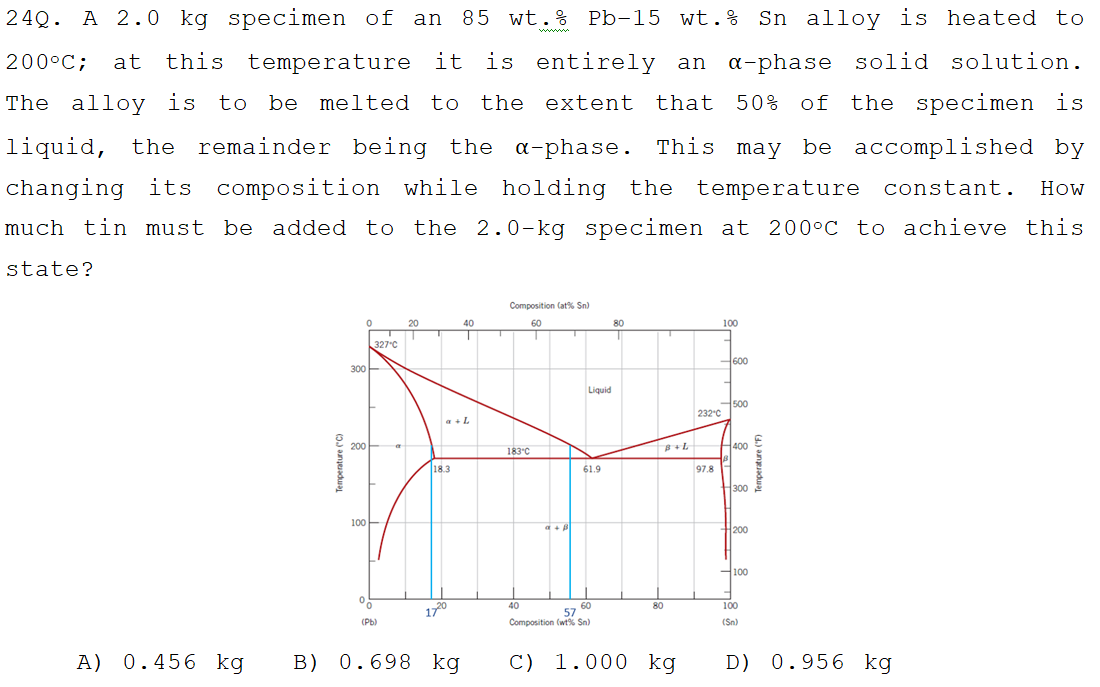 24Q. A 2.0 kg specimen of an 85 wt.% Pb-15 wt.% Sn alloy is heated to
200°C; at this temperature it is entirely an α-phase solid solution.
The alloy is to be melted to the extent that 50% of the specimen is
liquid, the remainder being the α-phase. This may be accomplished by
changing its composition while holding the temperature constant. How
much tin must be added to the 2.0-kg specimen at 200°C to achieve this
state?
Composition (at% Sn)
0 20 40 60 80 100
327°C
600
300
Liquid
500
232°C
α + L
200 α 183°C β + L 400
β
18.3 61.9 97.8
300
Temperature (°C)
Temperature (°F)
100 α + β 200
100
0
0 20 40 60 80 100
17 57
(Pb) Composition (wt% Sn) (Sn)
A) 0.456 kg B) 0.698 kg C) 1.000 kg D) 0.956 kg